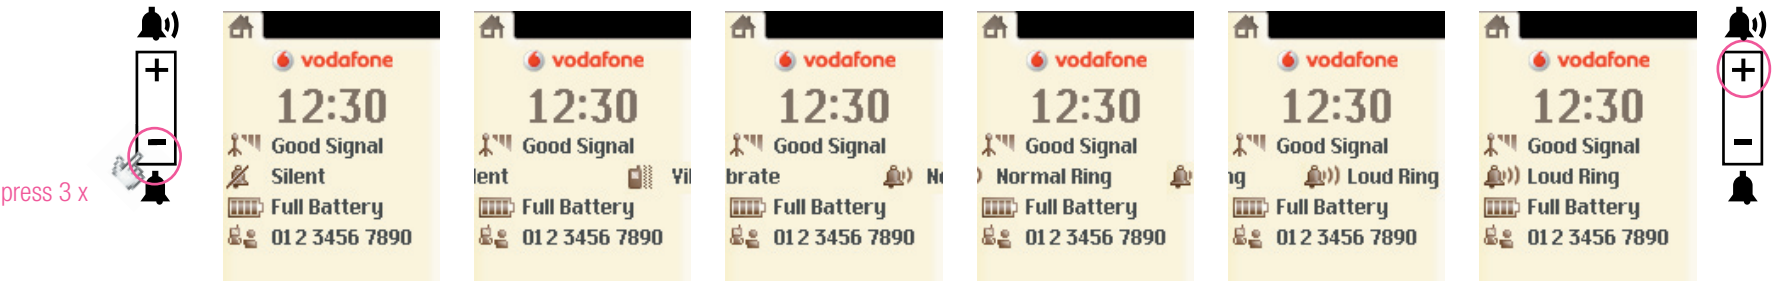 press 3 x
+
-
vodafone
12:30
Good Signal
Silent
Full Battery
012 3456 7890
vodafone
12:30
Good Signal
lent Vi
Full Battery
012 3456 7890
vodafone
12:30
Good Signal
brate No
Full Battery
012 3456 7890
vodafone
12:30
Good Signal
Normal Ring
Full Battery
012 3456 7890
vodafone
12:30
Good Signal
ng Loud Ring
Full Battery
012 3456 7890
vodafone
12:30
Good Signal
Loud Ring
Full Battery
012 3456 7890
+
-